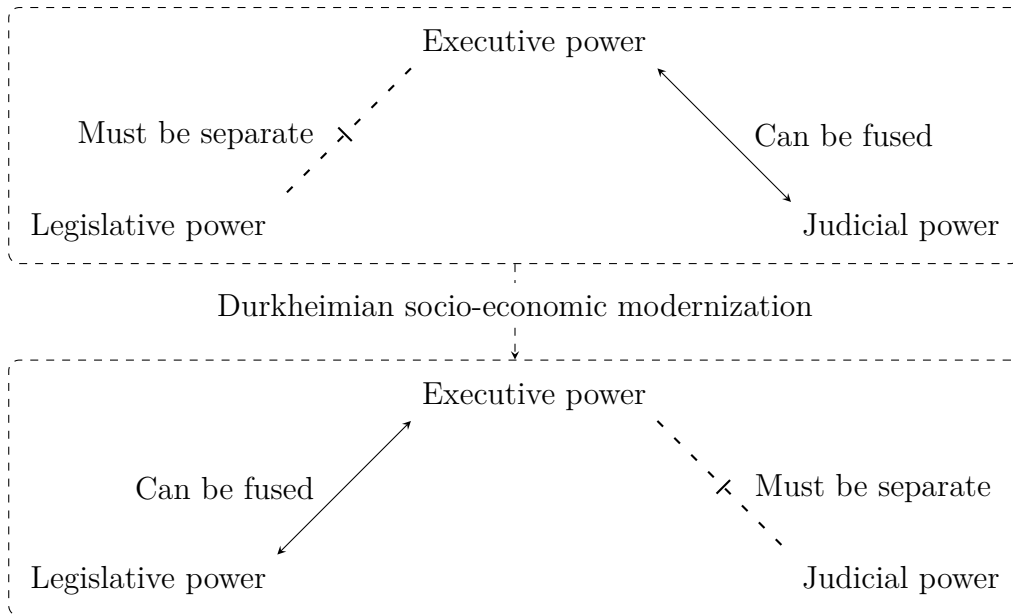 Executive power
Must be separate
Can be fused
Legislative power
Judicial power
Durkheimian socio-economic modernization
Executive power
Can be fused
Must be separate
Legislative power
Judicial power